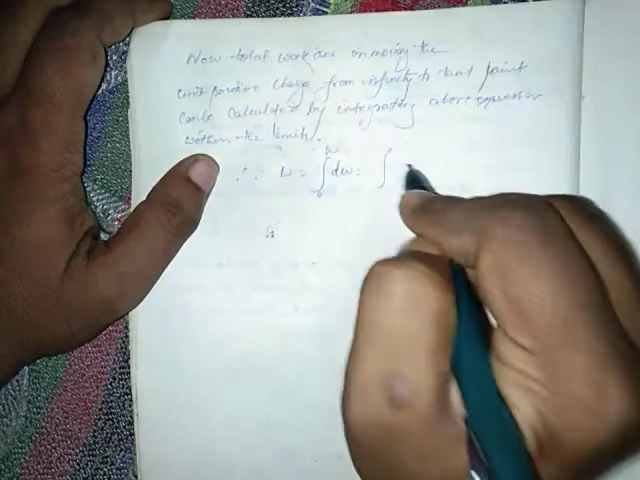 Now total work done in moving the
unit positive charge from infinity to that point
can be calculated by integrating above expression
within the limits.
∴ W = ∫₀ᵂ dw = ∫